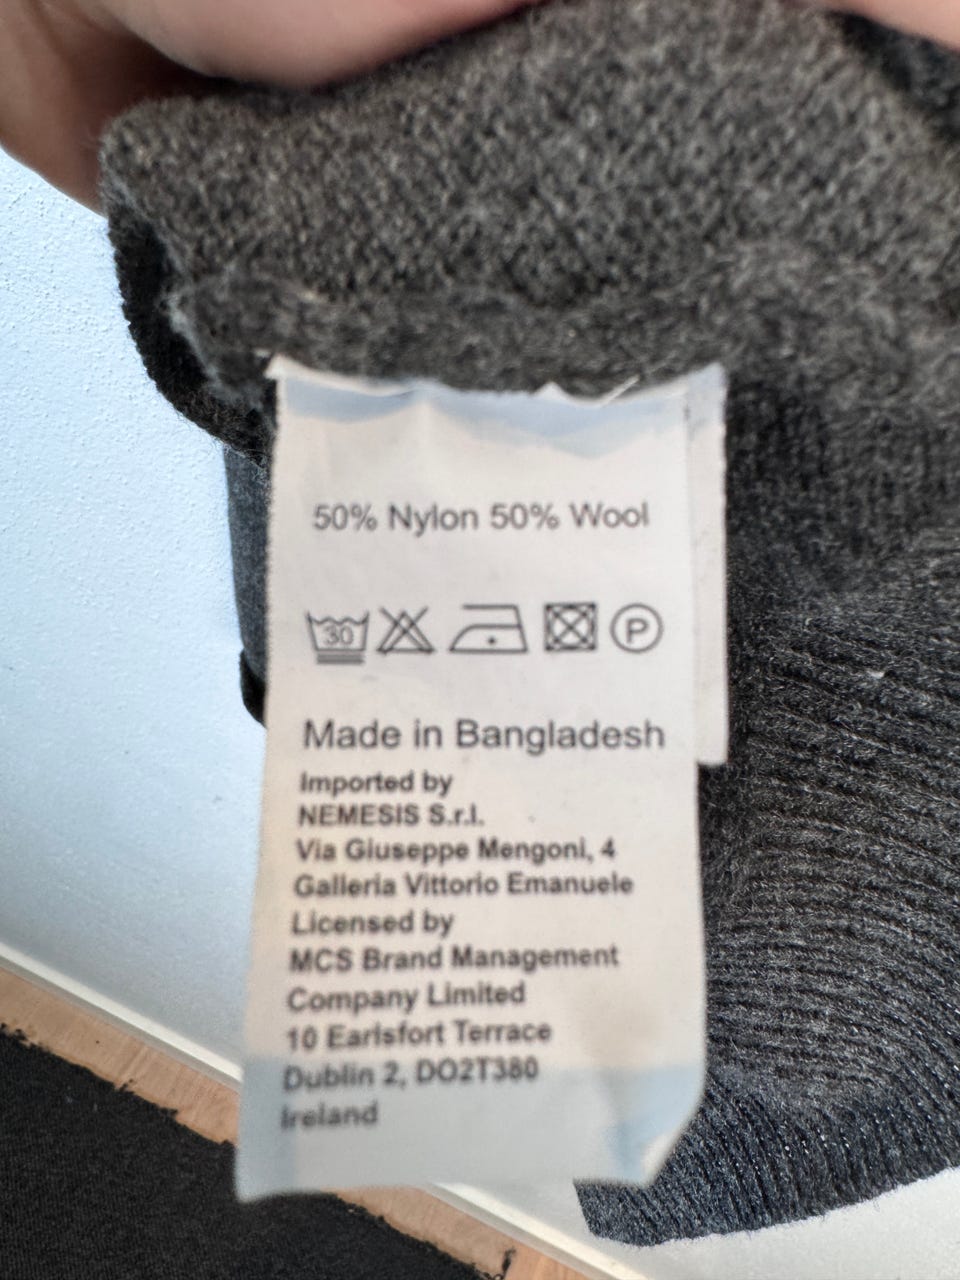 50% Nylon 50% Wool
30 P
Made in Bangladesh
Imported by
NEMESIS S.r.l.
Via Giuseppe Mengoni, 4
Galleria Vittorio Emanuele
Licensed by
MCS Brand Management
Company Limited
10 Earlsfort Terrace
Dublin 2, DO2T380
Ireland